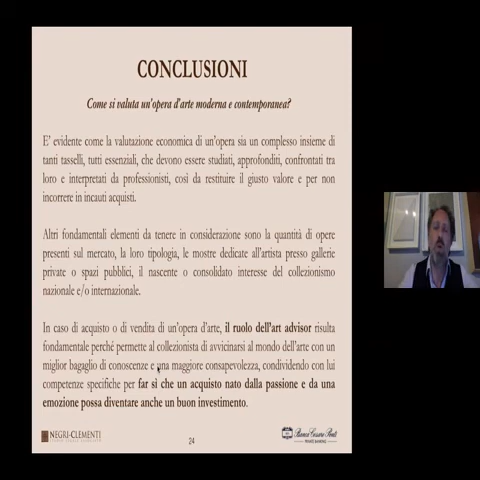 CONCLUSIONI
Come si valuta un'opera d'arte moderna e contemporanea?
E' evidente come la valutazione economica di un'opera sia un complesso insieme di
tanti tasselli, tutti essenziali, che devono essere studiati, approfonditi, confrontati tra
loro e interpretati da professionisti, così da restituire il giusto valore e per non
incorrere in incauti acquisti.
Altri fondamentali elementi da tenere in considerazione sono la quantità di opere
presenti sul mercato, la loro tipologia, le mostre dedicate all'artista presso gallerie
private o spazi pubblici, il nascente o consolidato interesse del collezionismo
nazionale e/o internazionale.
In caso di acquisto o di vendita di un'opera d'arte, il ruolo dell'art advisor risulta
fondamentale perché permette al collezionista di avvicinarsi al mondo dell'arte con un
miglior bagaglio di conoscenze e una maggiore consapevolezza, condividendo con lui
competenze specifiche per far sì che un acquisto nato dalla passione e da una
emozione possa diventare anche un buon investimento.
NEGRI-CLEMENTI
24
Banca Cesare Ponti